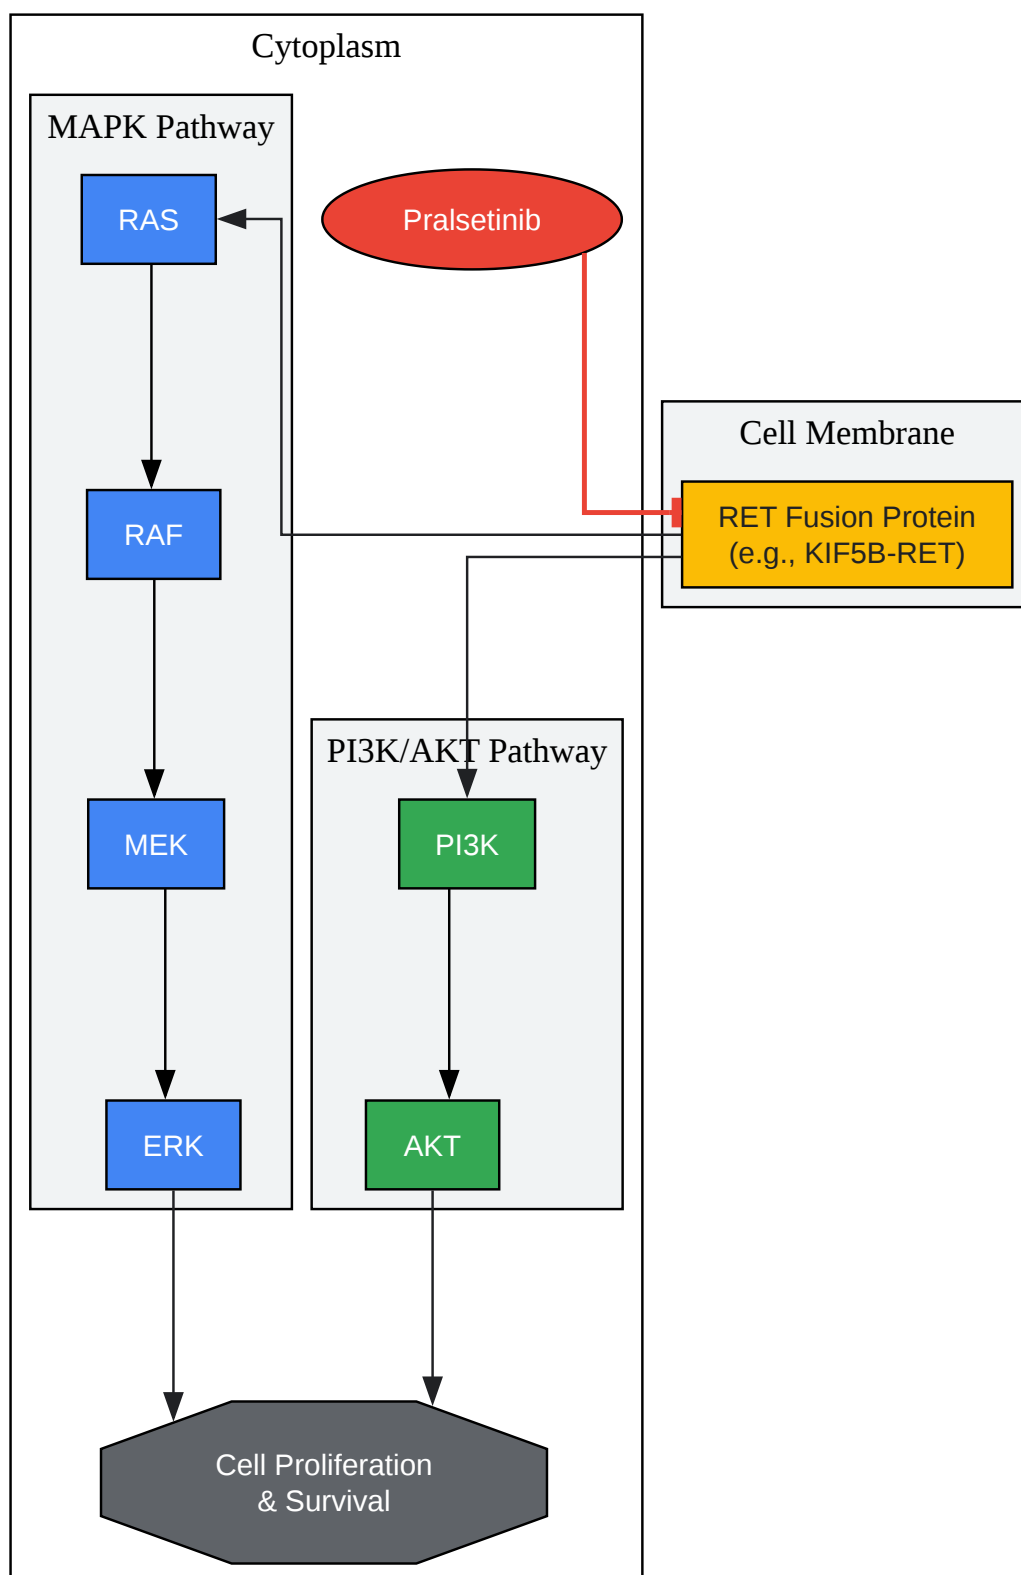 Cytoplasm
MAPK Pathway
RAS
Pralsetinib
Cell Membrane
RET Fusion Protein
(e.g., KIF5B-RET)
RAF
PI3K/AKT Pathway
MEK
PI3K
ERK
AKT
Cell Proliferation
& Survival